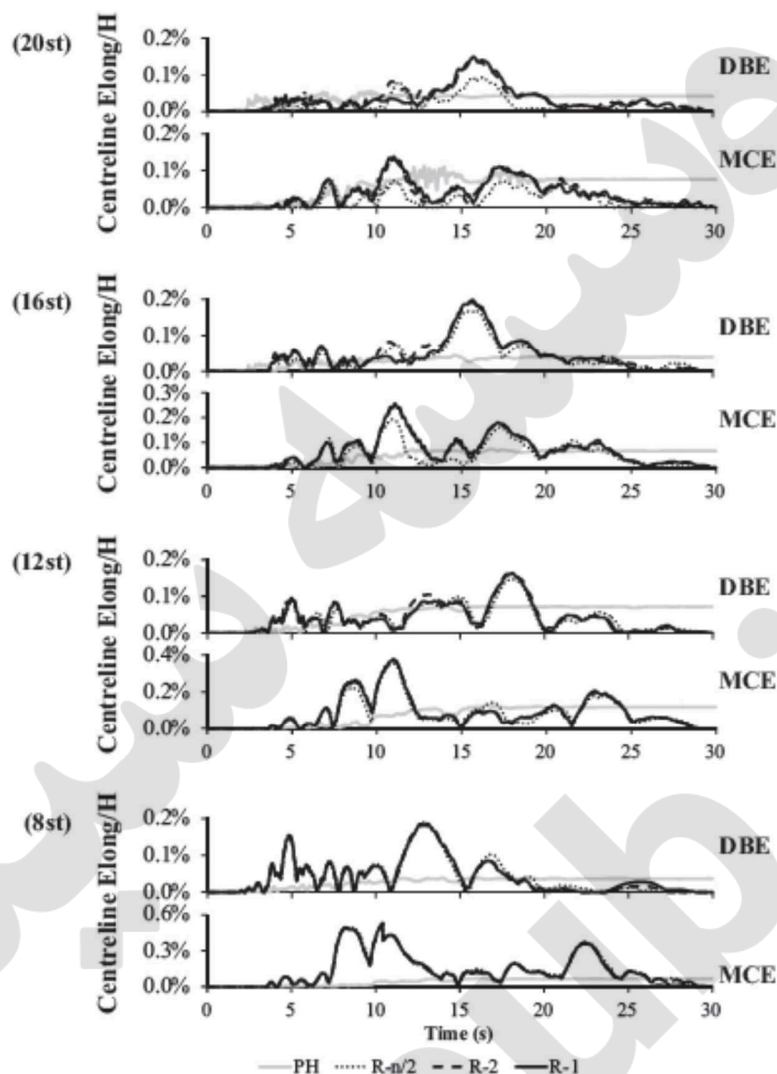 (20st)
Centreline Elong/H
0.2%
0.1%
0.0%
DBE
0.2%
0.1%
0.0%
MCE
0 5 10 15 20 25 30
(16st)
Centreline Elong/H
0.2%
0.1%
0.0%
DBE
0.3%
0.2%
0.1%
0.0%
MCE
0 5 10 15 20 25 30
(12st)
Centreline Elong/H
0.2%
0.1%
0.0%
DBE
0.4%
0.2%
0.0%
MCE
0 5 10 15 20 25 30
(8st)
Centreline Elong/H
0.2%
0.1%
0.0%
DBE
0.6%
0.3%
0.0%
MCE
0 5 10 15 20 25 30
Time (s)
PH R-n/2 R-2 R-1